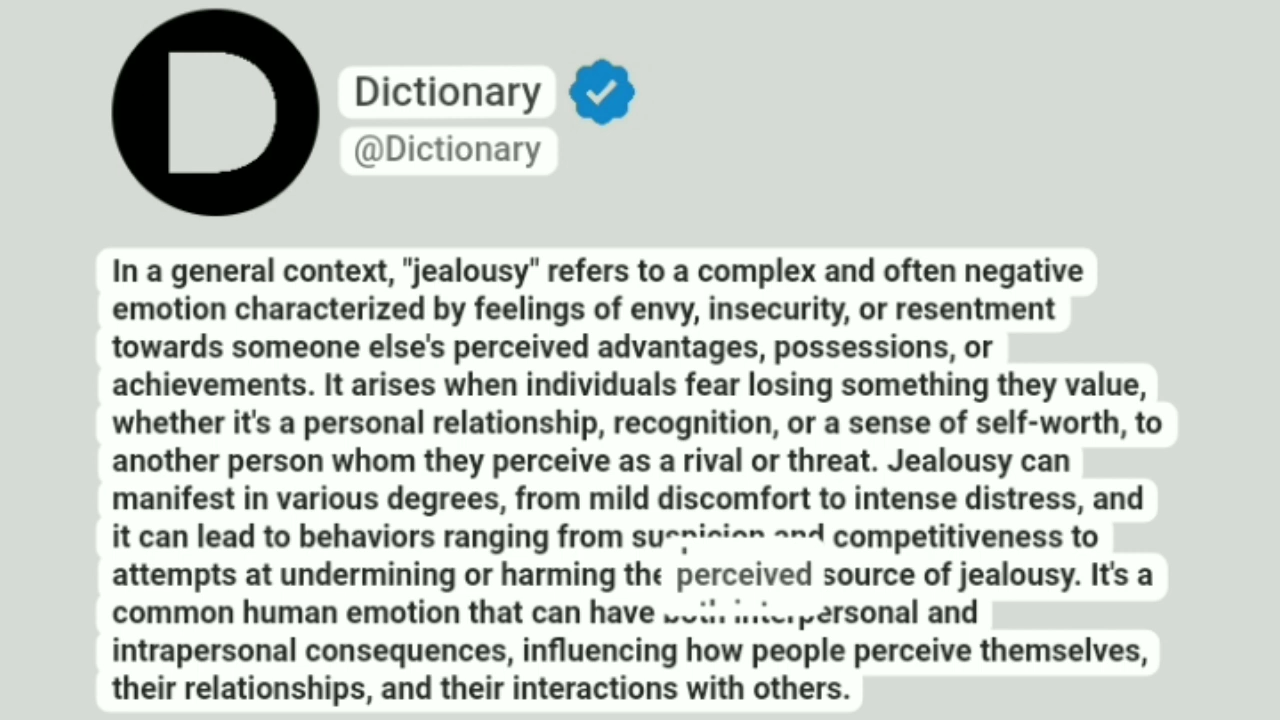 D
Dictionary
@Dictionary
In a general context, "jealousy" refers to a complex and often negative
emotion characterized by feelings of envy, insecurity, or resentment
towards someone else's perceived advantages, possessions, or
achievements. It arises when individuals fear losing something they value,
whether it's a personal relationship, recognition, or a sense of self-worth, to
another person whom they perceive as a rival or threat. Jealousy can
manifest in various degrees, from mild discomfort to intense distress, and
it can lead to behaviors ranging from suspicion and competitiveness to
attempts at undermining or harming the perceived source of jealousy. It's a
common human emotion that can have both interpersonal and
intrapersonal consequences, influencing how people perceive themselves,
their relationships, and their interactions with others.